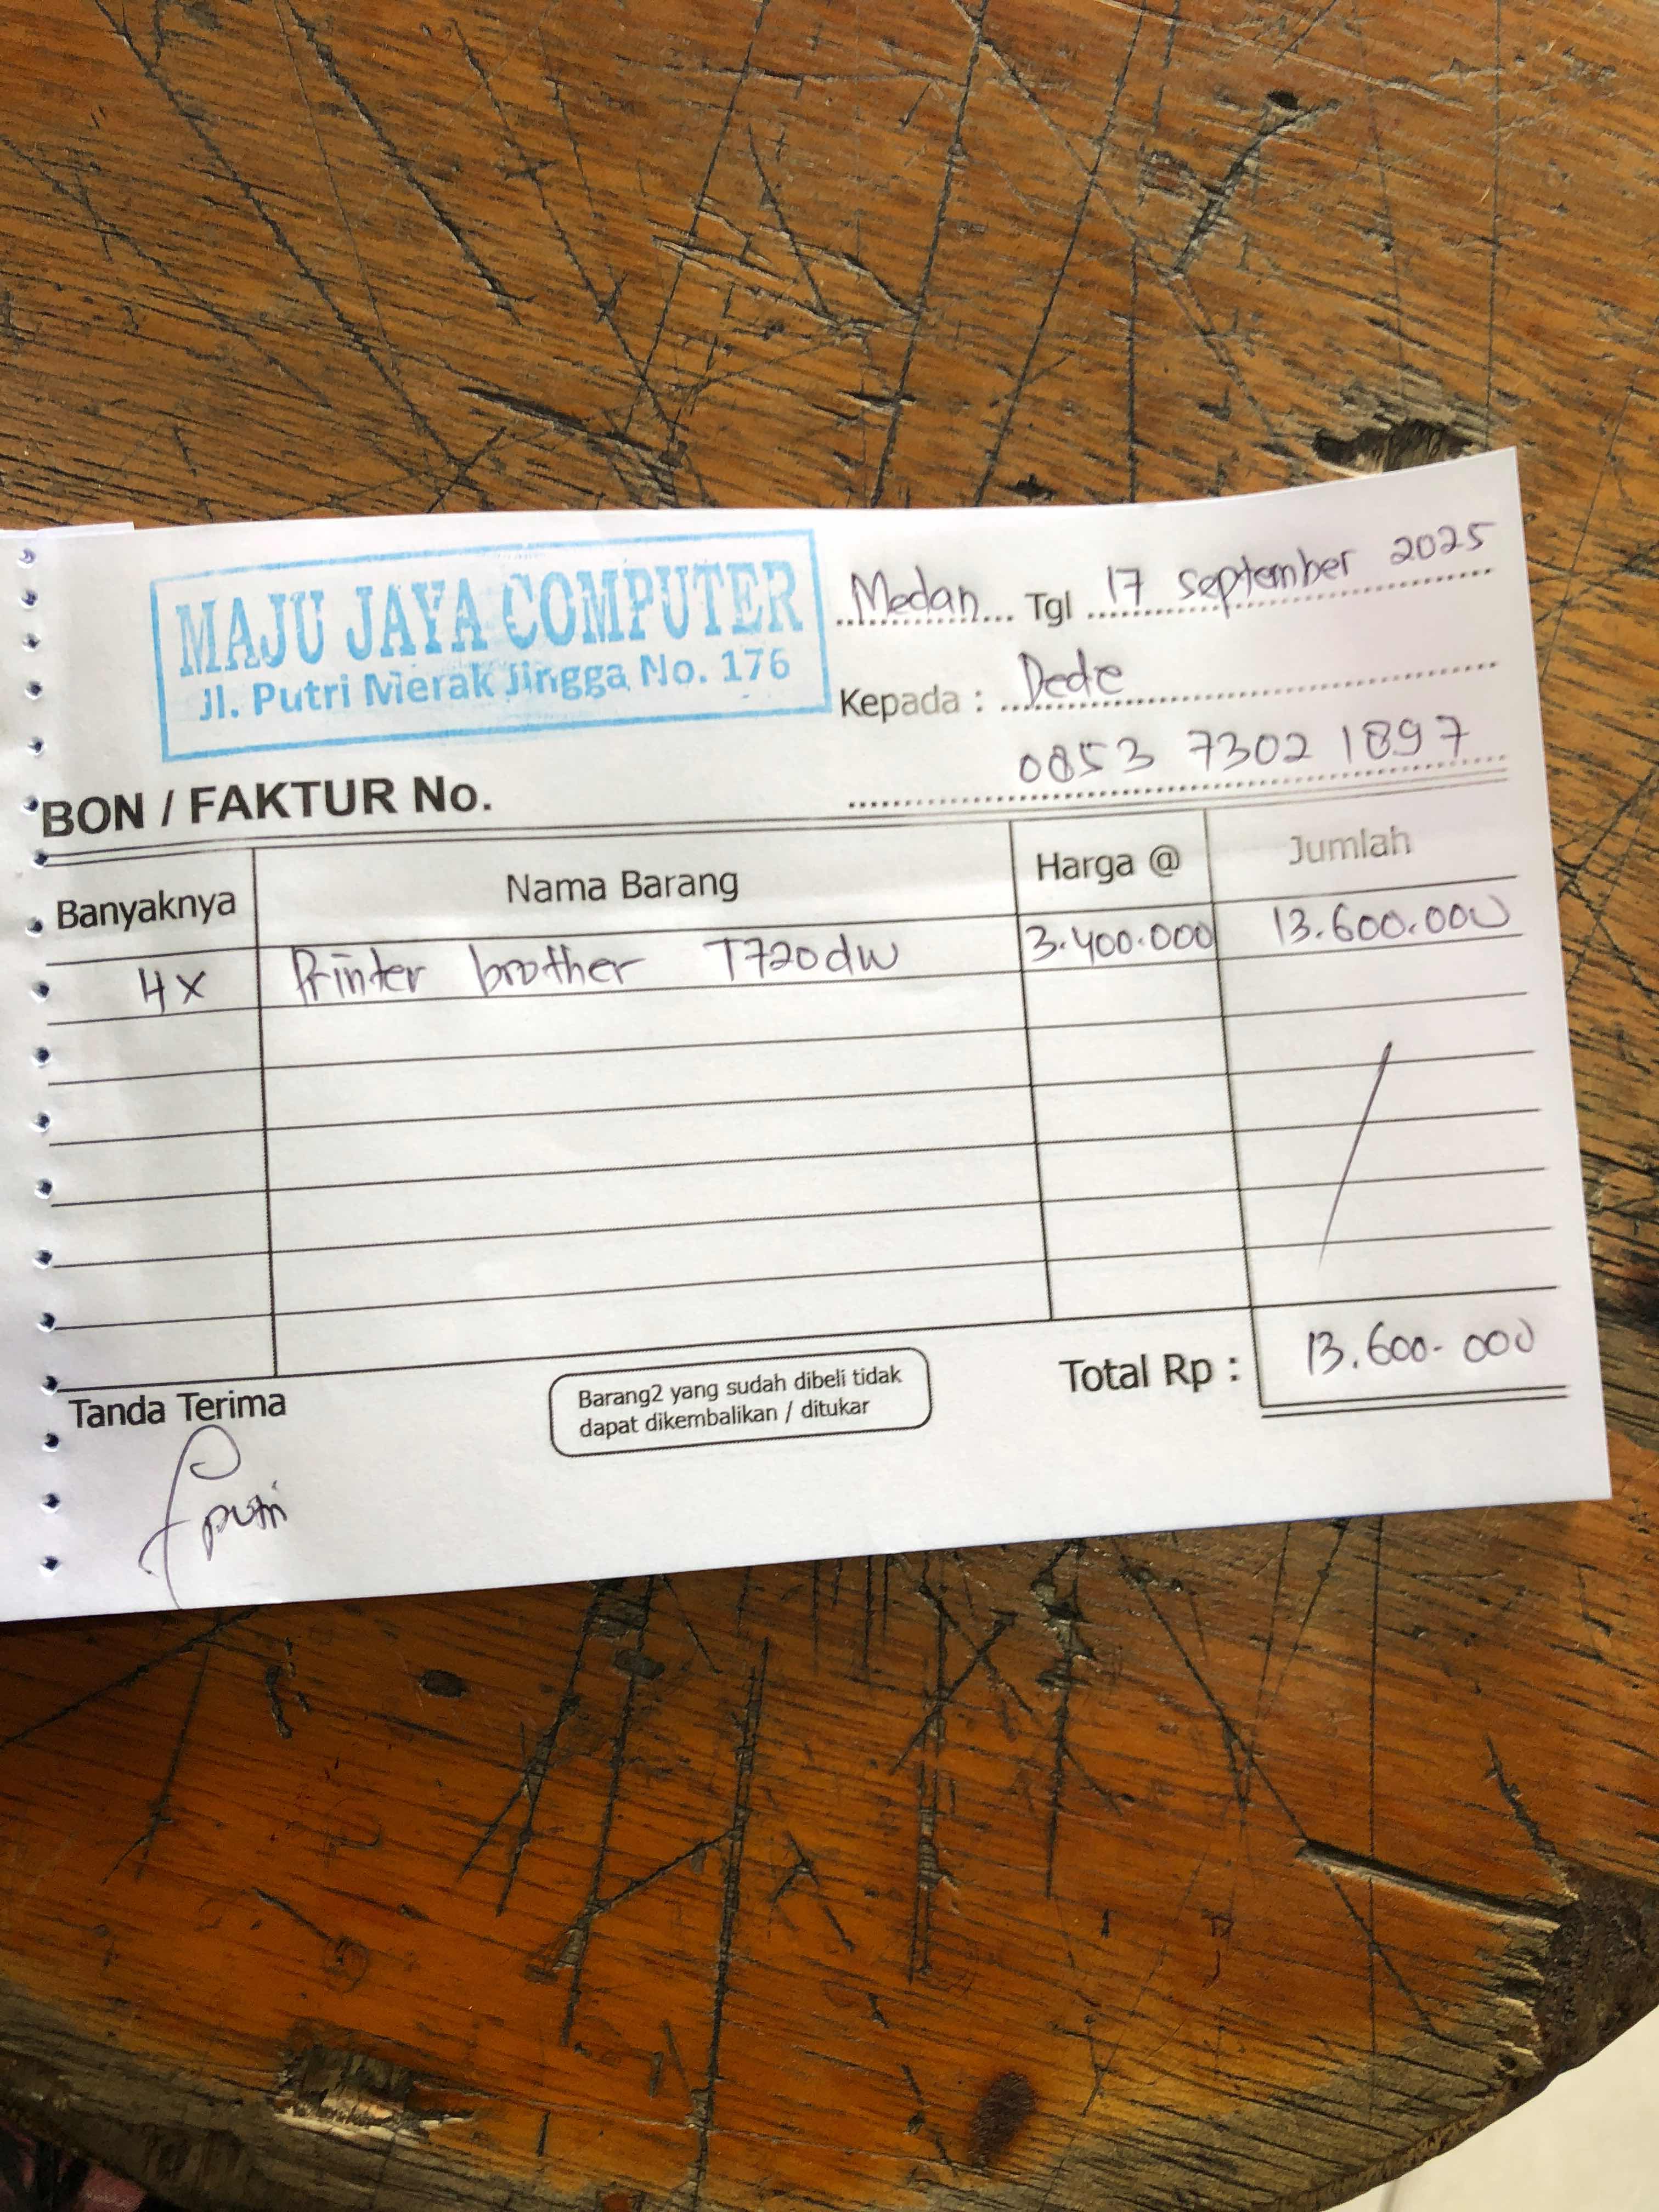 MAJU JAYA COMPUTER
Jl. Putri Merak Jingga No. 176
Medan Tgl 17 September 2025
Kepada : Dede
0853 7302 1897
BON / FAKTUR No.
Banyaknya Nama Barang Harga @ Jumlah
4x Printer brother T720dw 3.400.000 13.600.000
Total Rp : 13.600.000
Tanda Terima
Barang2 yang sudah dibeli tidak
dapat dikembalikan / ditukar
putri